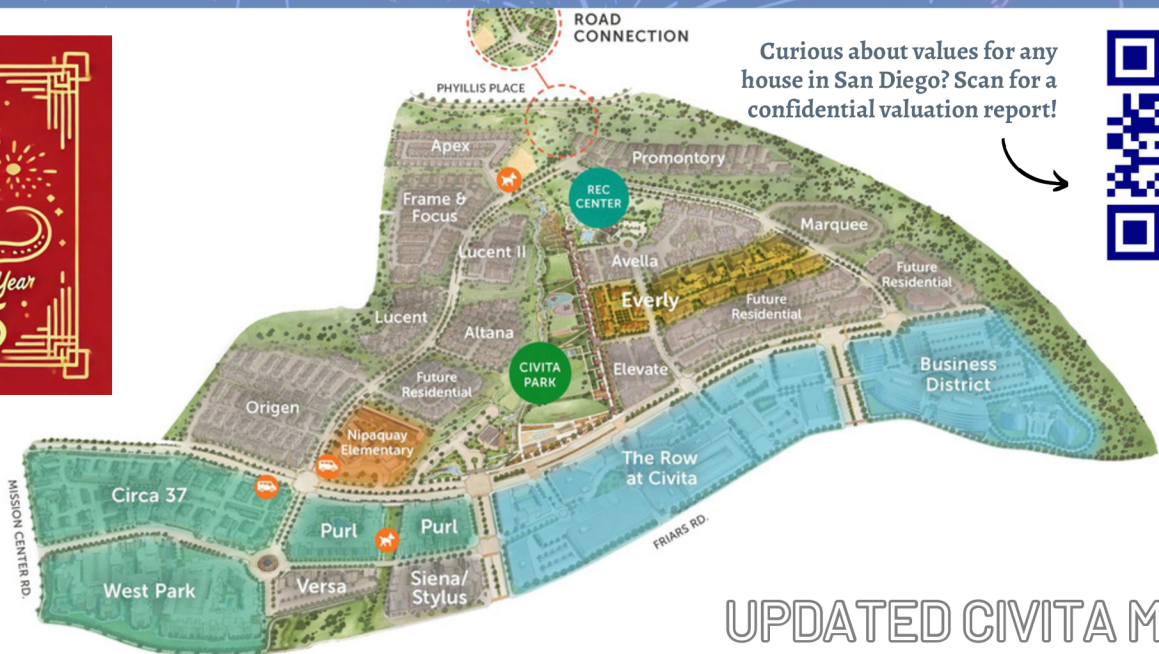 ROAD
CONNECTION
Curious about values for any
house in San Diego? Scan for a
confidential valuation report!
PHYILLIS PLACE
Apex
Promontory
REC
CENTER
Frame &
Focus
Marquee
Lucent II
Avella
Future
Residential
Year
Everly
Future
Residential
Lucent
Altana
CIVITA
PARK
Elevate
Business
District
Future
Residential
Origen
Nipaquay
Elementary
The Row
at Civita
MISSION CENTER RD.
Circa 37
Purl
Purl
FRIARS RD.
West Park
Versa
Siena/
Stylus
UPDATED CIVITA M